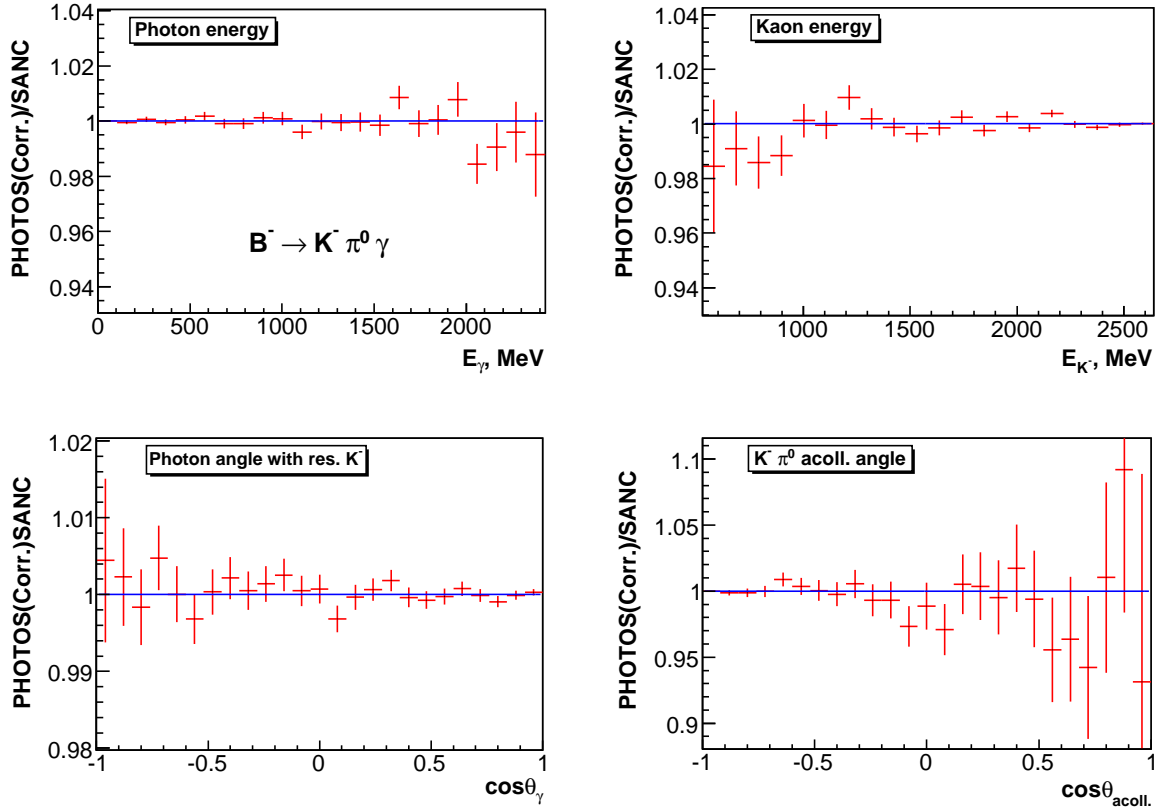 Photon energy
PHOTOS(Corr.)/SANC
1.04
1.02
1
0.98
0.96
0.94
B⁻ → K⁻ π⁰ γ
0 500 1000 1500 2000
E_γ, MeV
Kaon energy
PHOTOS(Corr.)/SANC
1.04
1.02
1
0.98
0.96
0.94
1000 1500 2000 2500
E_K⁻, MeV
Photon angle with res. K⁻
PHOTOS(Corr.)SANC
1.02
1.01
1
0.99
0.98
-1 -0.5 0 0.5 1
cosθ_γ
K⁻ π⁰ acoll. angle
PHOTOS(Corr.)/SANC
1.1
1.05
1
0.95
0.9
-1 -0.5 0 0.5 1
cosθ_acoll.